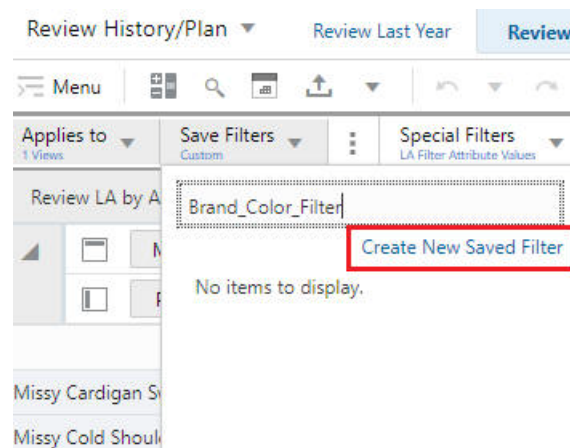 Review History/Plan Review Last Year Review
Menu
Applies to Save Filters Special Filters
1 Views Custom LA Filter Attribute Values
Review LA by A
Brand_Color_Filter
Create New Saved Filter
No items to display.
Missy Cardigan
Missy Cold